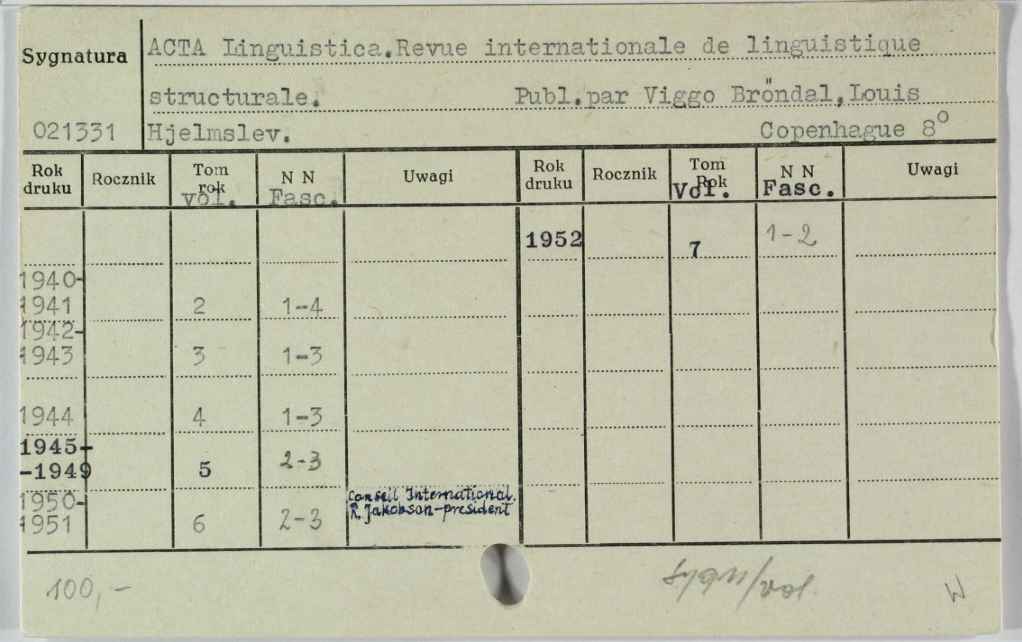 Sygnatura
ACTA Linguistica.Revue internationale de linguistique
structurale. Publ.par Viggo Bröndal,Louis
021331 Hjelmslev. Copenhague 8°
Rok druku Rocznik Tom rok vol. N N Fasc. Uwagi Rok druku Rocznik Tom Rok Vol. N N Fasc. Uwagi
1952 7 1-2
1940-
1941 2 1-4
1942-
1943 3 1-3
1944 4 1-3
1945-
-1949 5 2-3
1950- Conseil International.
1951 6 2-3 R. Jakobson-president
100,-
W